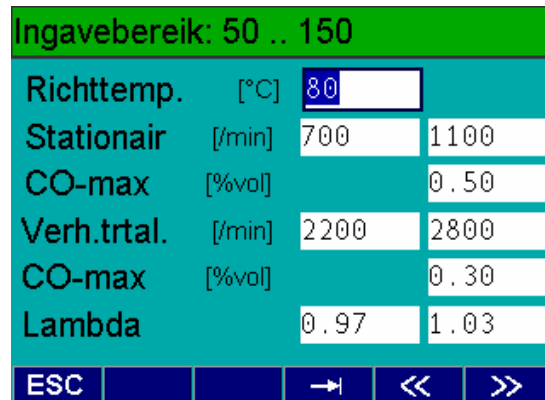 Ingavebereik: 50 .. 150
Richttemp. [°C] 80
Stationair [/min] 700 1100
CO-max [%vol] 0.50
Verh.trtal. [/min] 2200 2800
CO-max [%vol] 0.30
Lambda 0.97 1.03
ESC →| << >>